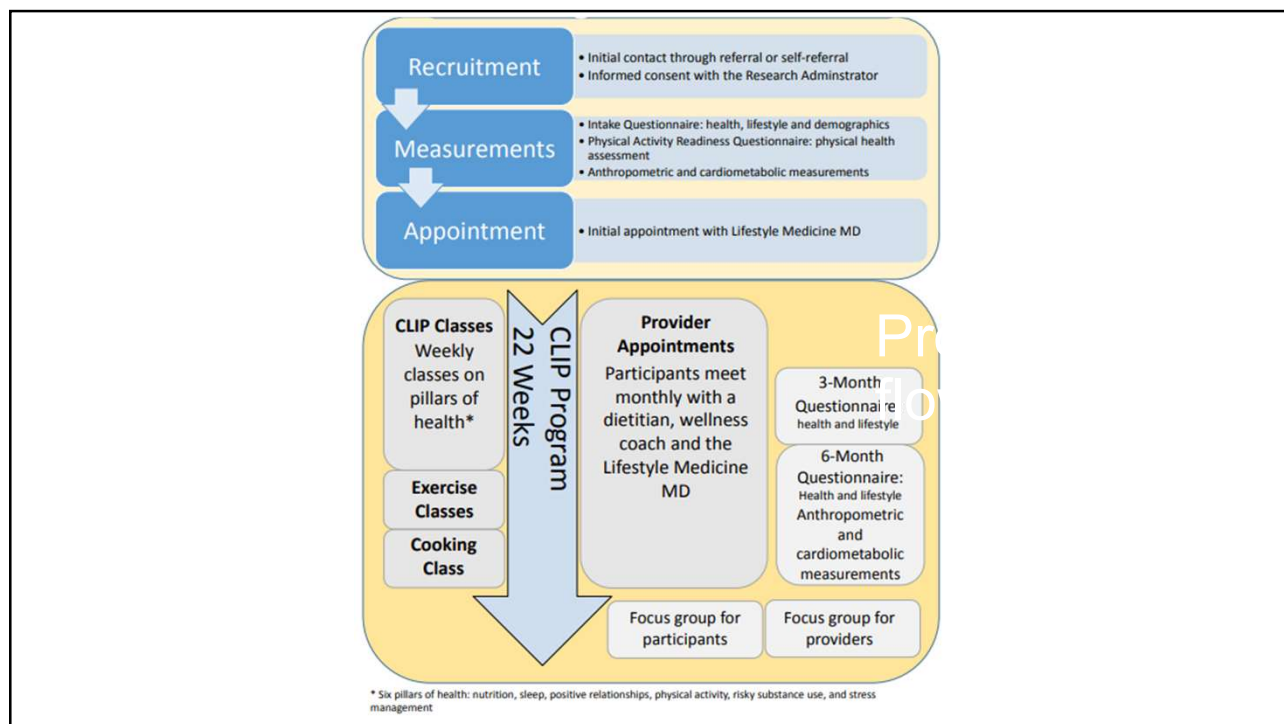 Recruitment
• Initial contact through referral or self-referral
• Informed consent with the Research Adminstrator
Measurements
• Intake Questionnaire: health, lifestyle and demographics
• Physical Activity Readiness Questionnaire: physical health
assessment
• Anthropometric and cardiometabolic measurements
Appointment
• Initial appointment with Lifestyle Medicine MD
CLIP Classes
Weekly
classes on
pillars of
health*
Exercise
Classes
Cooking
Class
CLIP Program
22 Weeks
Provider
Appointments
Participants meet
monthly with a
dietitian, wellness
coach and the
Lifestyle Medicine
MD
3-Month
Questionnaire
health and lifestyle
6-Month
Questionnaire:
Health and lifestyle
Anthropometric
and
cardiometabolic
measurements
Focus group for
participants
Focus group for
providers
* Six pillars of health: nutrition, sleep, positive relationships, physical activity, risky substance use, and stress
management